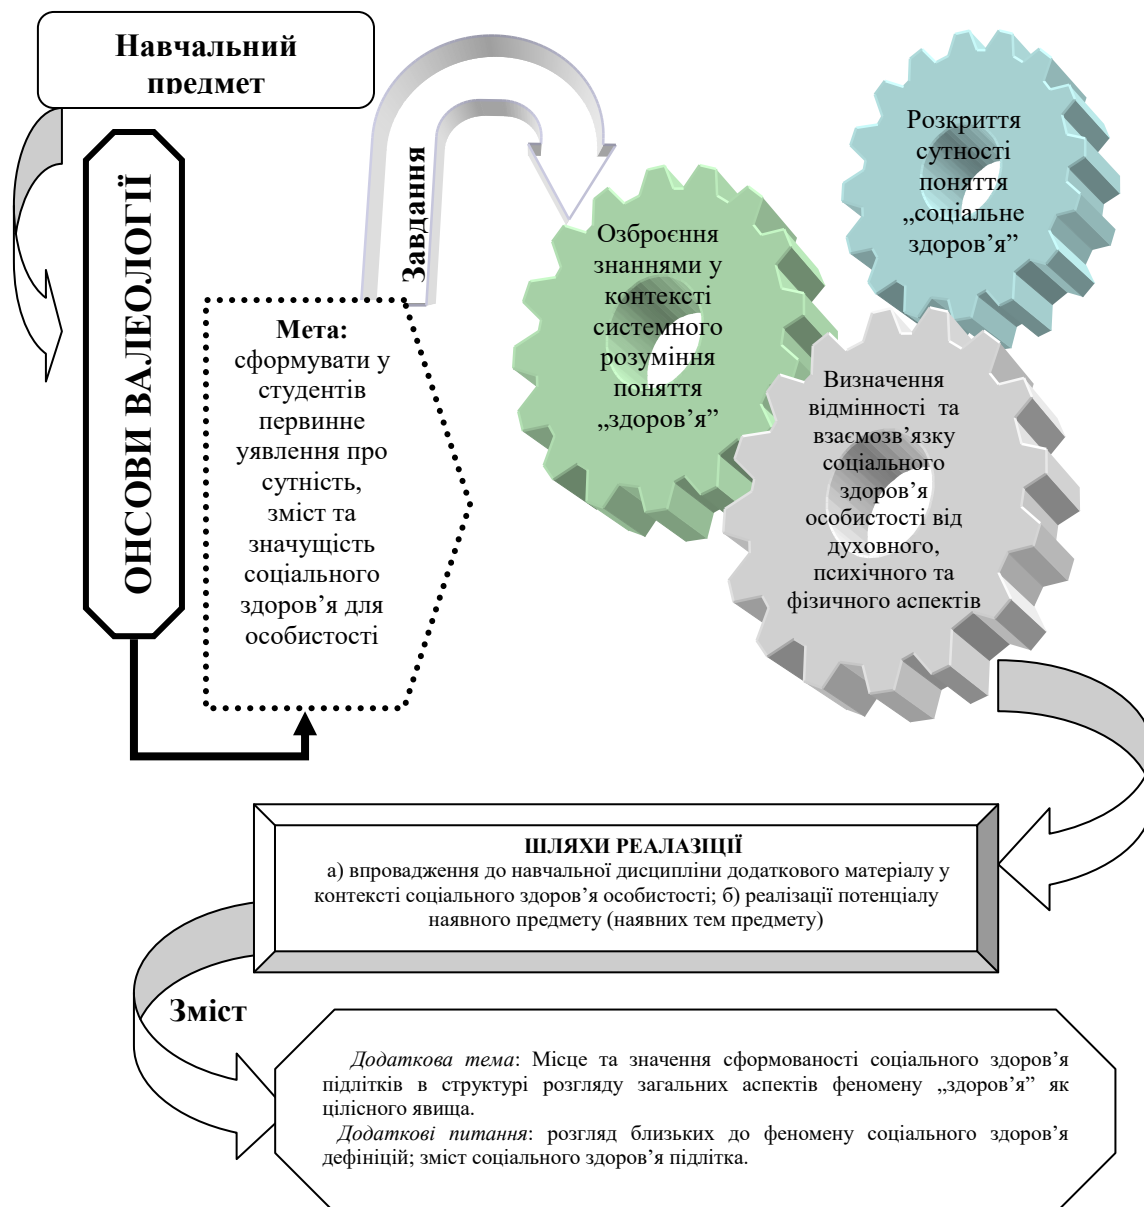 Навчальний
предмет
ОНСОВИ ВАЛЕОЛОГІЇ
Мета:
сформувати у
студентів
первинне
уявлення про
сутність,
зміст та
значущість
соціального
здоров’я для
особистості
Завдання
Озброєння
знаннями у
контексті
системного
розуміння
поняття
„здоров’я”
Розкриття
сутності
поняття
„соціальне
здоров’я”
Визначення
відмінності та
взаємозв’язку
соціального
здоров’я
особистості від
духовного,
психічного та
фізичного аспектів
ШЛЯХИ РЕАЛАЗІЦІЇ
а) впровадження до навчальної дисципліни додаткового матеріалу у
контексті соціального здоров’я особистості; б) реалізації потенціалу
наявного предмету (наявних тем предмету)
Зміст
Додаткова тема: Місце та значення сформованості соціального здоров’я
підлітків в структурі розгляду загальних аспектів феномену „здоров’я” як
цілісного явища.
Додаткові питання: розгляд близьких до феномену соціального здоров’я
дефініцій; зміст соціального здоров’я підлітка.